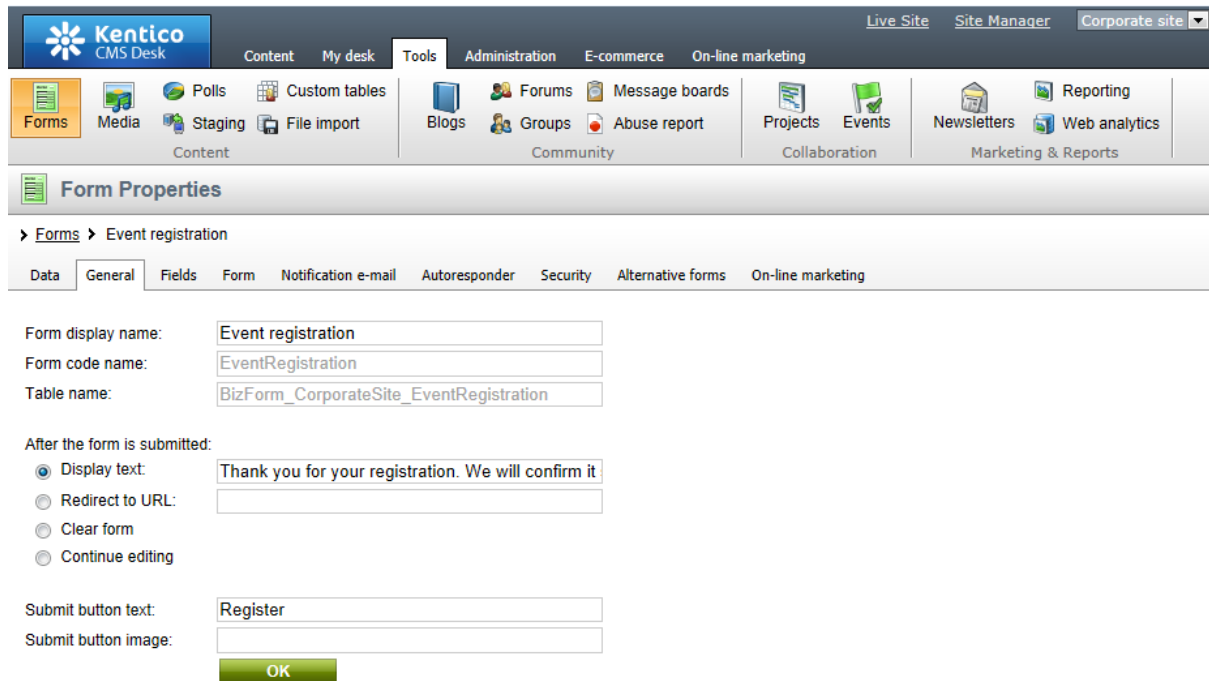 Live Site Site Manager Corporate site
Kentico
CMS Desk
Content My desk Tools Administration E-commerce On-line marketing
Polls Custom tables Forums Message boards Reporting
Forms Media Staging File import Blogs Groups Abuse report Projects Events Newsletters Web analytics
Content Community Collaboration Marketing & Reports
Form Properties
Forms Event registration
Data General Fields Form Notification e-mail Autoresponder Security Alternative forms On-line marketing
Form display name: Event registration
Form code name: EventRegistration
Table name: BizForm_CorporateSite_EventRegistration
After the form is submitted:
Display text: Thank you for your registration. We will confirm it
Redirect to URL:
Clear form
Continue editing
Submit button text: Register
Submit button image:
OK